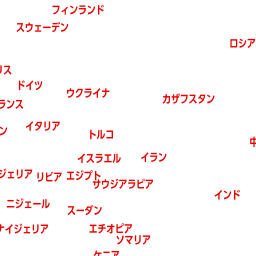 フィンランド
スウェーデン
ロシア
リス
ドイツ
ウクライナ
カザフスタン
ランス
イタリア
ン
トルコ
中
イスラエル
イラン
ジェリア
リビア
エジプト
サウジアラビア
インド
ニジェール
スーダン
ナイジェリア
エチオピア
ソマリア
ケニア